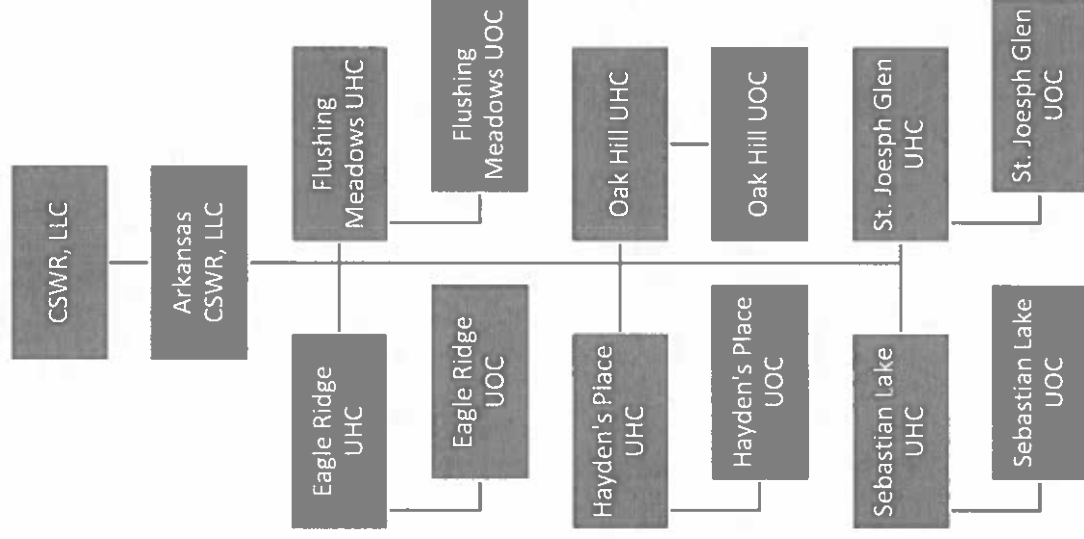 CSWR, LLC
Arkansas
CSWR, LLC
Eagle Ridge
UHC
Flushing
Meadows UHC
Eagle Ridge
UOC
Flushing
Meadows UOC
Hayden's Place
UHC
Oak Hill UHC
Hayden's Place
UOC
Oak Hill UOC
Sebastian Lake
UHC
St. Joesph Glen
UHC
Sebastian Lake
UOC
St. Joesph Glen
UOC